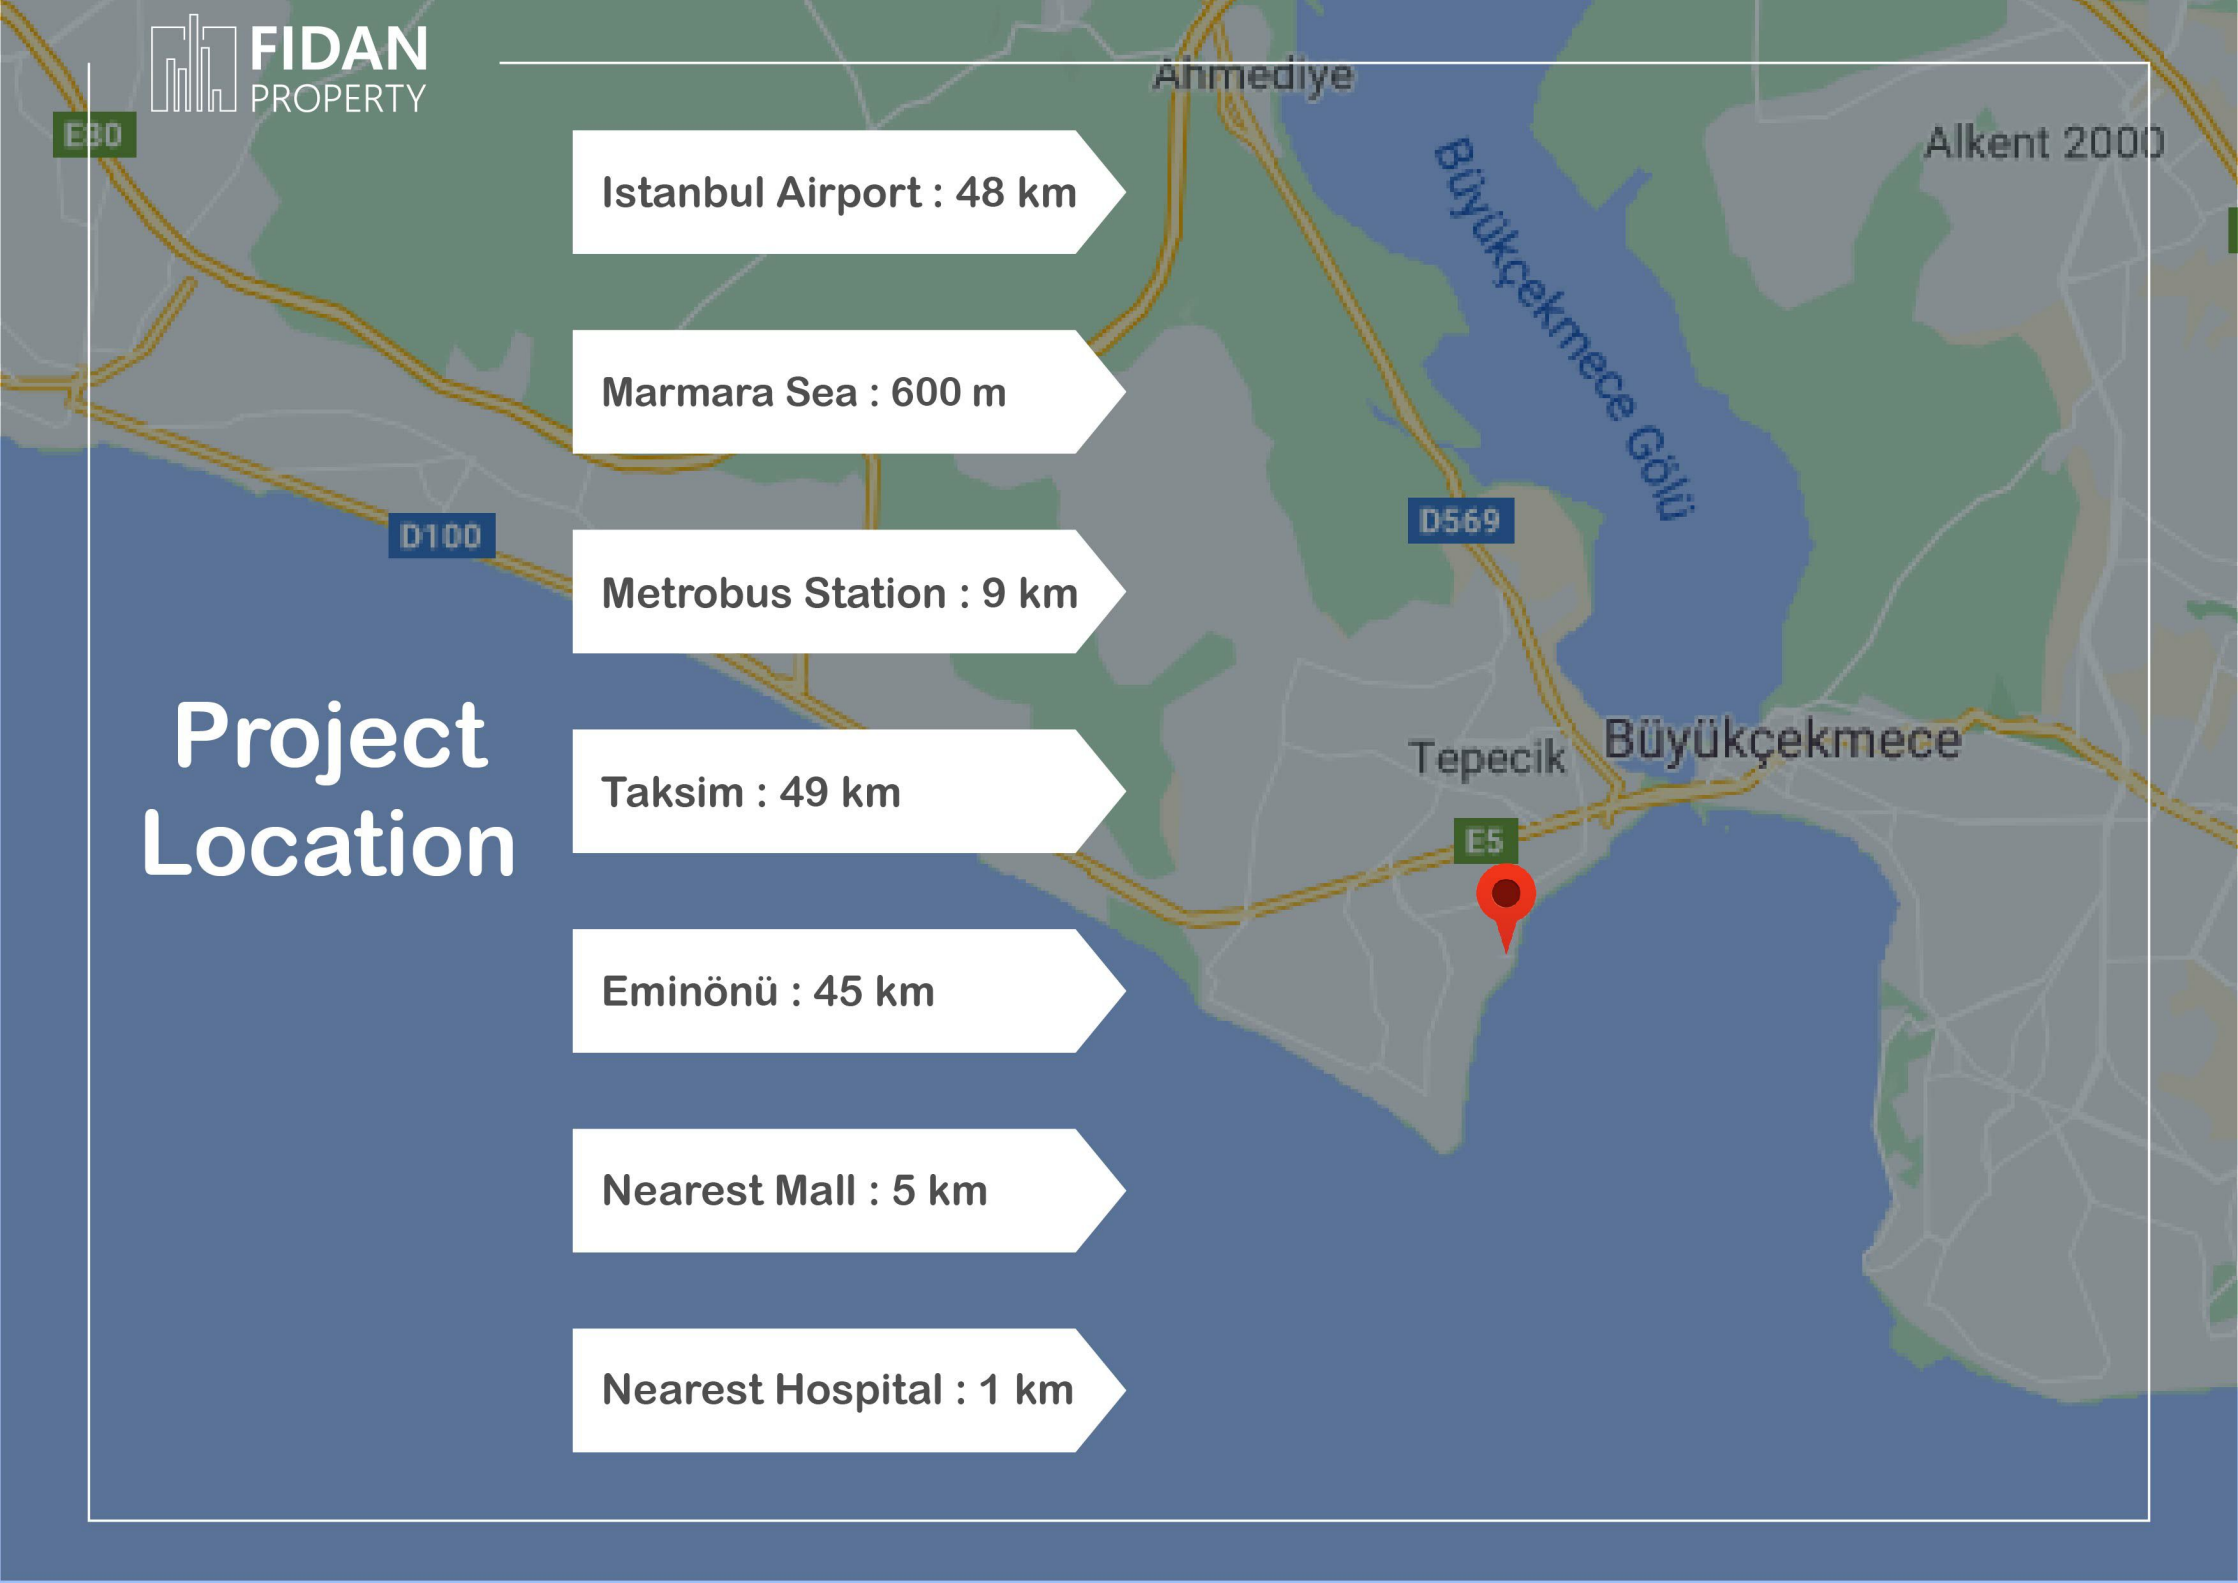 FIDAN
PROPERTY
Ahmediye
E80
Alkent 2000
Istanbul Airport : 48 km
Büyükçekmece Gölü
Marmara Sea : 600 m
D100
D569
Metrobus Station : 9 km
Project
Location
Tepecik
Büyükçekmece
Taksim : 49 km
E5
Eminönü : 45 km
Nearest Mall : 5 km
Nearest Hospital : 1 km